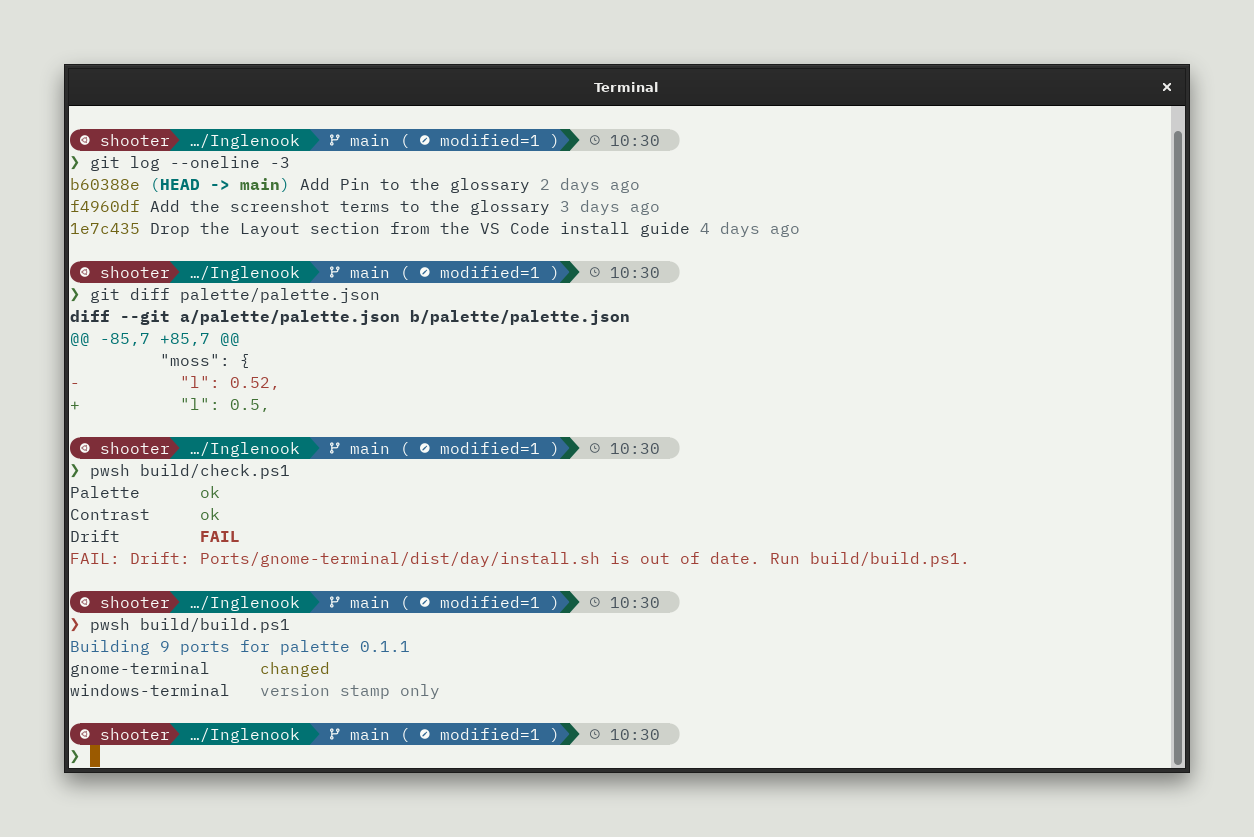 Terminal ×
shooter …/Inglenook main ( modified=1 ) 10:30
❯ git log --oneline -3
b60388e (HEAD -> main) Add Pin to the glossary 2 days ago
f4960df Add the screenshot terms to the glossary 3 days ago
1e7c435 Drop the Layout section from the VS Code install guide 4 days ago
shooter …/Inglenook main ( modified=1 ) 10:30
❯ git diff palette/palette.json
diff --git a/palette/palette.json b/palette/palette.json
@@ -85,7 +85,7 @@
"moss": {
- "l": 0.52,
+ "l": 0.5,
shooter …/Inglenook main ( modified=1 ) 10:30
❯ pwsh build/check.ps1
Palette ok
Contrast ok
Drift FAIL
FAIL: Drift: Ports/gnome-terminal/dist/day/install.sh is out of date. Run build/build.ps1.
shooter …/Inglenook main ( modified=1 ) 10:30
❯ pwsh build/build.ps1
Building 9 ports for palette 0.1.1
gnome-terminal changed
windows-terminal version stamp only
shooter …/Inglenook main ( modified=1 ) 10:30
❯